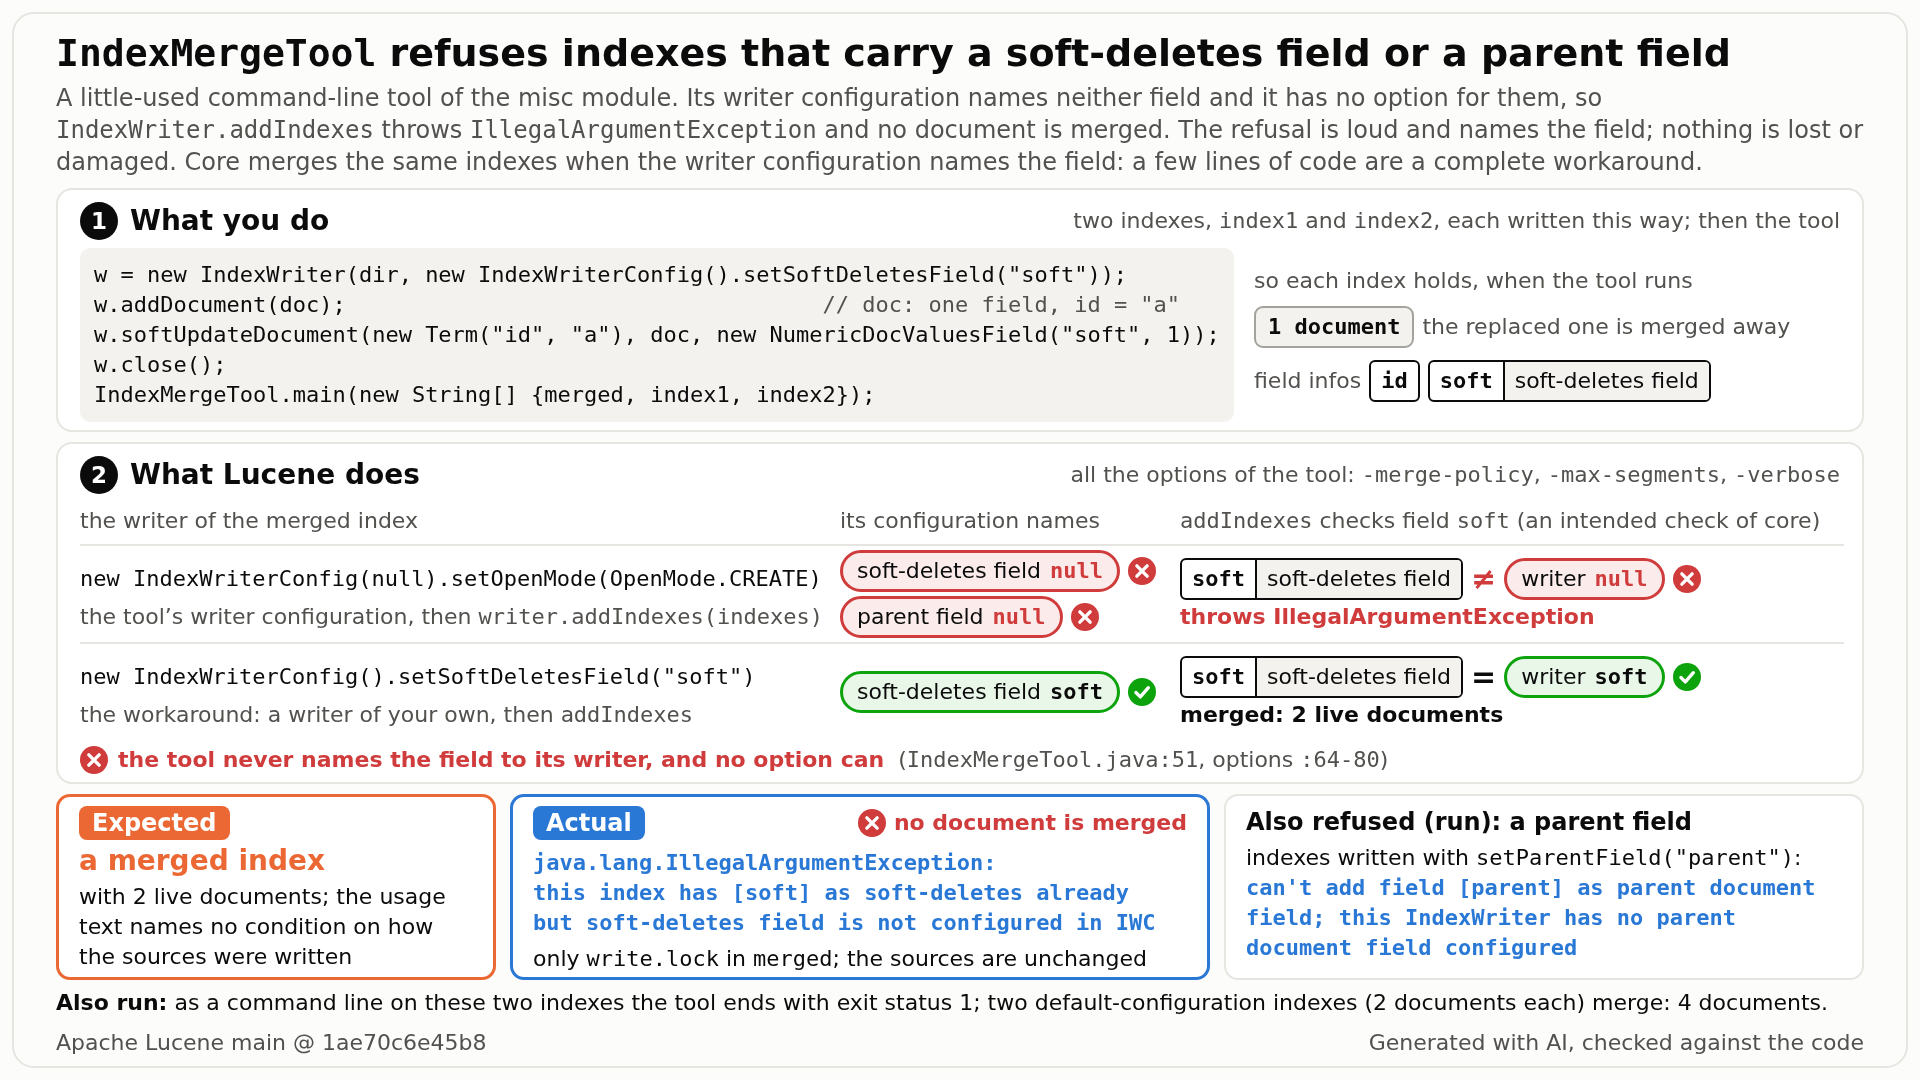 IndexMergeTool refuses indexes that carry a soft-deletes field or a parent field
A little-used command-line tool of the misc module. Its writer configuration names neither field and it has no option for them, so
IndexWriter.addIndexes throws IllegalArgumentException and no document is merged. The refusal is loud and names the field; nothing is lost or
damaged. Core merges the same indexes when the writer configuration names the field: a few lines of code are a complete workaround.
1 What you do
two indexes, index1 and index2, each written this way; then the tool
w = new IndexWriter(dir, new IndexWriterConfig().setSoftDeletesField("soft"));
w.addDocument(doc); // doc: one field, id = "a"
w.softUpdateDocument(new Term("id", "a"), doc, new NumericDocValuesField("soft", 1));
w.close();
IndexMergeTool.main(new String[] {merged, index1, index2});
so each index holds, when the tool runs
1 document the replaced one is merged away
field infos id soft soft-deletes field
2 What Lucene does
all the options of the tool: -merge-policy, -max-segments, -verbose
the writer of the merged index
its configuration names
addIndexes checks field soft (an intended check of core)
new IndexWriterConfig(null).setOpenMode(OpenMode.CREATE)
the tool’s writer configuration, then writer.addIndexes(indexes)
soft-deletes field null
parent field null
soft soft-deletes field ≠ writer null
throws IllegalArgumentException
new IndexWriterConfig().setSoftDeletesField("soft")
the workaround: a writer of your own, then addIndexes
soft-deletes field soft
soft soft-deletes field = writer soft
merged: 2 live documents
the tool never names the field to its writer, and no option can (IndexMergeTool.java:51, options :64-80)
Expected
a merged index
with 2 live documents; the usage
text names no condition on how
the sources were written
Actual
no document is merged
java.lang.IllegalArgumentException:
this index has [soft] as soft-deletes already
but soft-deletes field is not configured in IWC
only write.lock in merged; the sources are unchanged
Also refused (run): a parent field
indexes written with setParentField("parent"):
can't add field [parent] as parent document
field; this IndexWriter has no parent
document field configured
Also run: as a command line on these two indexes the tool ends with exit status 1; two default-configuration indexes (2 documents each) merge: 4 documents.
Apache Lucene main @ 1ae70c6e45b8
Generated with AI, checked against the code